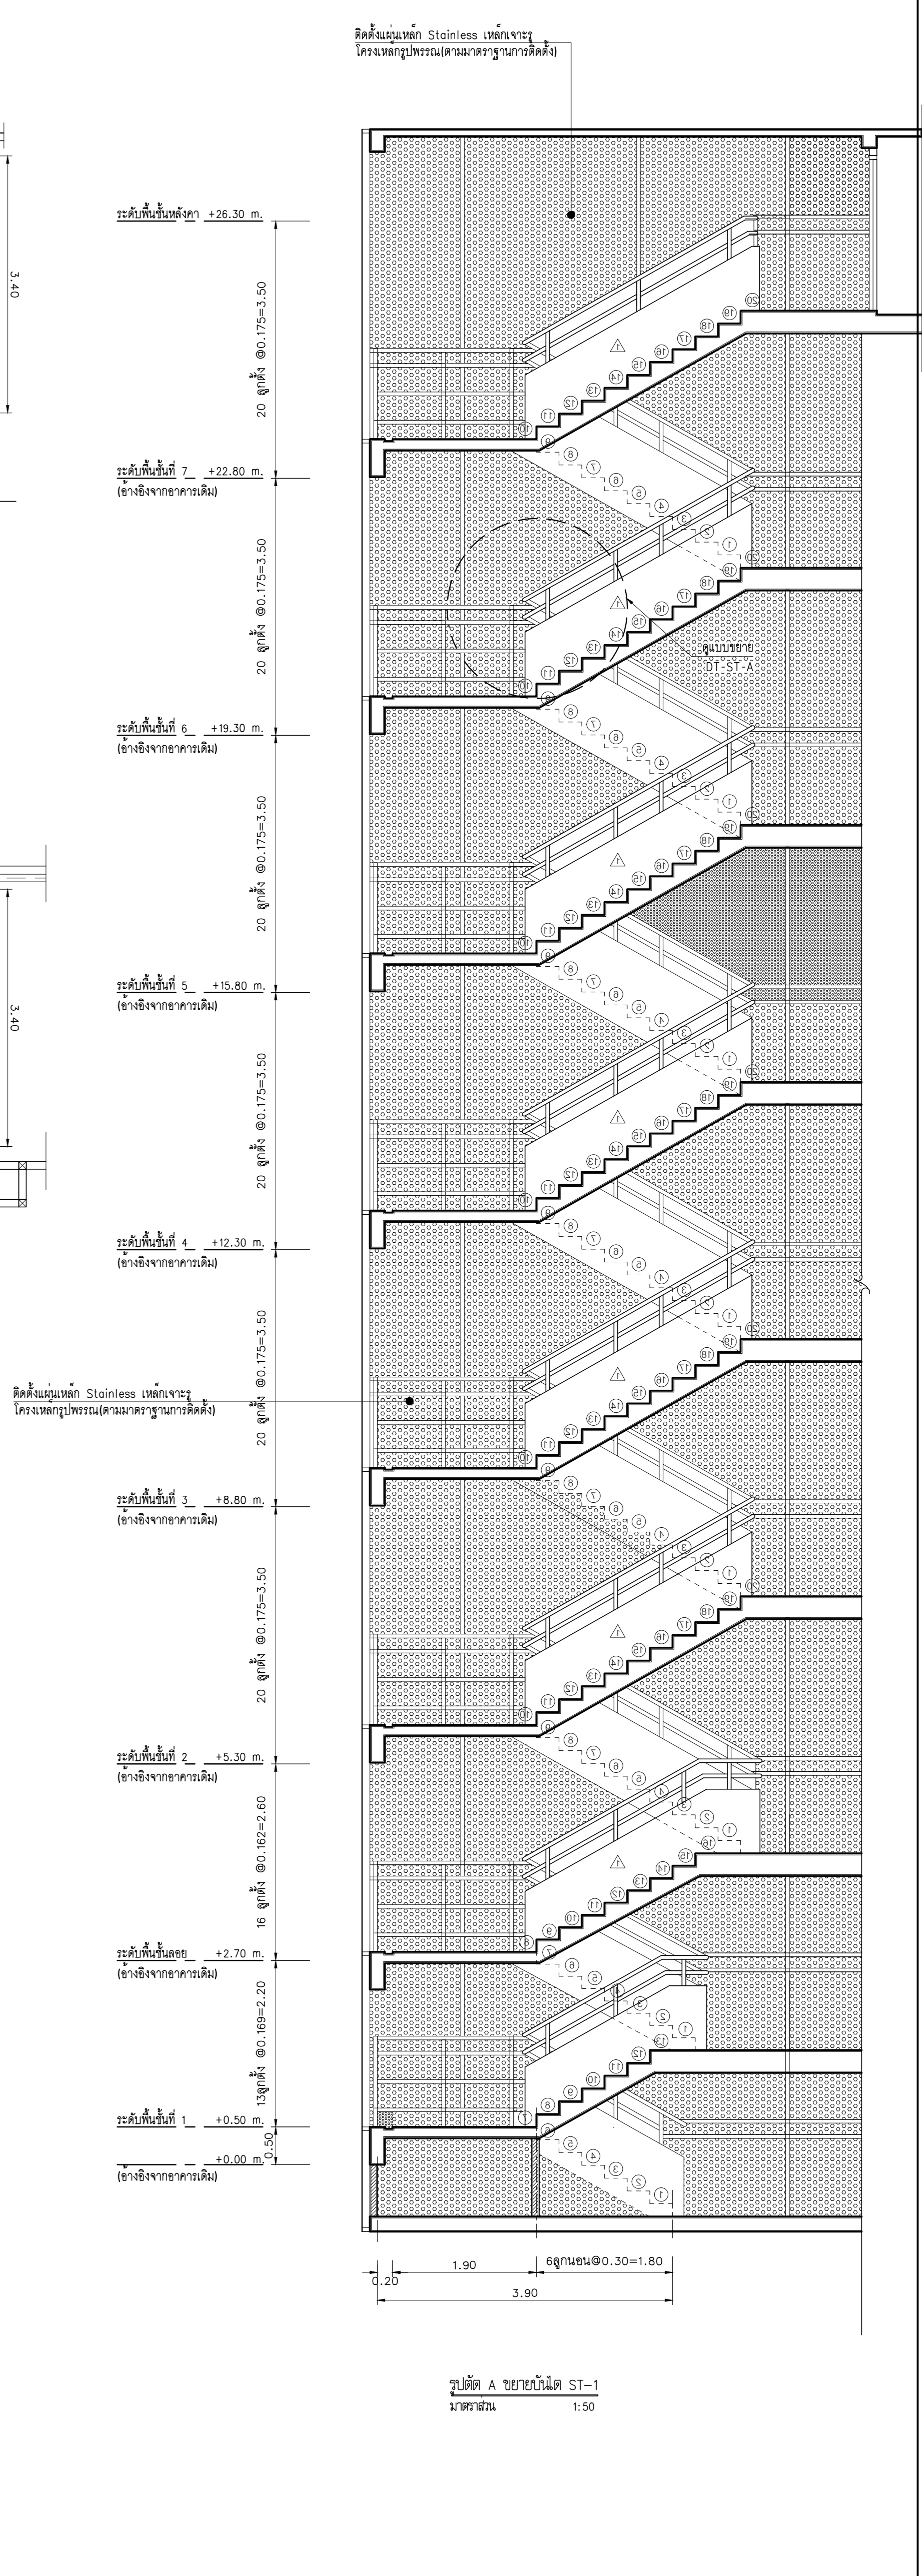 ติดตั้งแผ่นเหล็ก Stainless เหล็กเจาะรู
โครงเหล็กรูปพรรณ(ตามมาตราฐานการติดตั้ง)
3.40
ระดับพื้นชั้นหลังคา +26.30 m.
20 ลูกตั้ง @0.175=3.50
ระดับพื้นชั้นที่ 7 +22.80 m.
(อ้างอิงจากอาคารเดิม)
20 ลูกตั้ง @0.175=3.50
ดูแบบขยาย
DT-ST-A
ระดับพื้นชั้นที่ 6 +19.30 m.
(อ้างอิงจากอาคารเดิม)
20 ลูกตั้ง @0.175=3.50
3.40
ระดับพื้นชั้นที่ 5 +15.80 m.
(อ้างอิงจากอาคารเดิม)
20 ลูกตั้ง @0.175=3.50
ระดับพื้นชั้นที่ 4 +12.30 m.
(อ้างอิงจากอาคารเดิม)
20 ลูกตั้ง @0.175=3.50
ติดตั้งแผ่นเหล็ก Stainless เหล็กเจาะรู
โครงเหล็กรูปพรรณ(ตามมาตราฐานการติดตั้ง)
ระดับพื้นชั้นที่ 3 +8.80 m.
(อ้างอิงจากอาคารเดิม)
20 ลูกตั้ง @0.175=3.50
ระดับพื้นชั้นที่ 2 +5.30 m.
(อ้างอิงจากอาคารเดิม)
16 ลูกตั้ง @0.162=2.60
ระดับพื้นชั้นลอย +2.70 m.
(อ้างอิงจากอาคารเดิม)
13ลูกตั้ง @0.169=2.20
ระดับพื้นชั้นที่ 1 +0.50 m.
0.50
+0.00 m.
(อ้างอิงจากอาคารเดิม)
0.20 1.90 6ลูกนอน@0.30=1.80
3.90
รูปตัด A ขยายบันได ST-1
มาตราส่วน 1:50